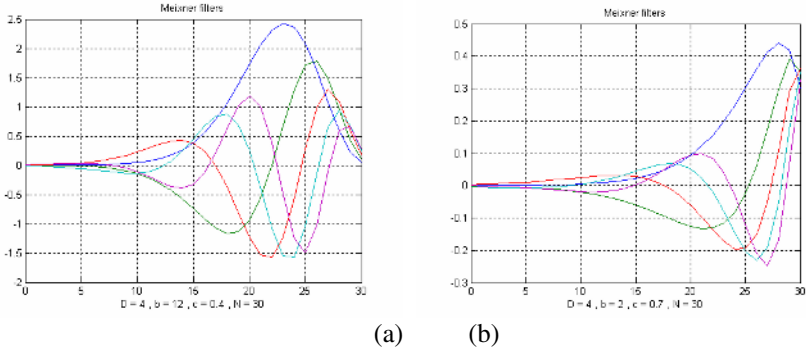 Meixner filters
2.5
2
1.5
1
0.5
0
-0.5
-1
-1.5
-2
0 5 10 15 20 25 30
D = 4 , b = 12 , c = 0.4 , N = 30
(a)
Meixner filters
0.5
0.4
0.3
0.2
0.1
0
-0.1
-0.2
-0.3
0 5 10 15 20 25 30
D = 4 , b = 2 , c = 0.7 , N = 30
(b)